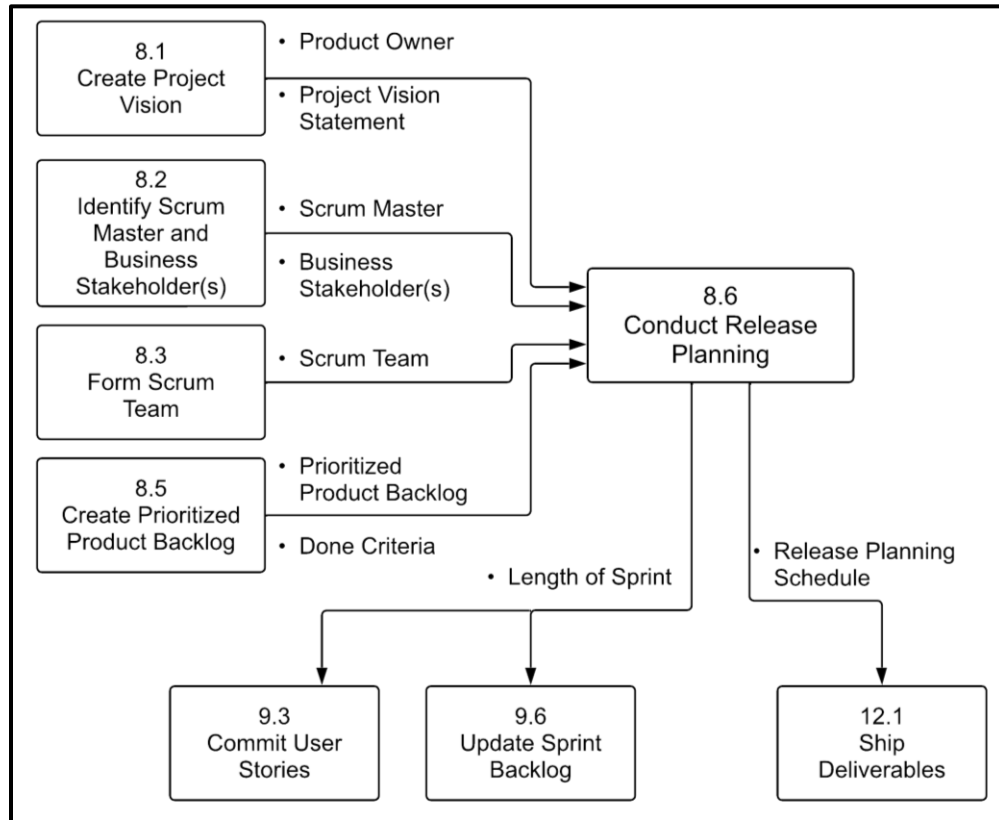 8.1
Create Project
Vision
• Product Owner
• Project Vision
Statement
8.2
Identify Scrum
Master and
Business
Stakeholder(s)
• Scrum Master
• Business
Stakeholder(s)
8.3
Form Scrum
Team
• Scrum Team
8.5
Create Prioritized
Product Backlog
• Prioritized
Product Backlog
• Done Criteria
8.6
Conduct Release
Planning
• Length of Sprint
• Release Planning
Schedule
9.3
Commit User
Stories
9.6
Update Sprint
Backlog
12.1
Ship
Deliverables